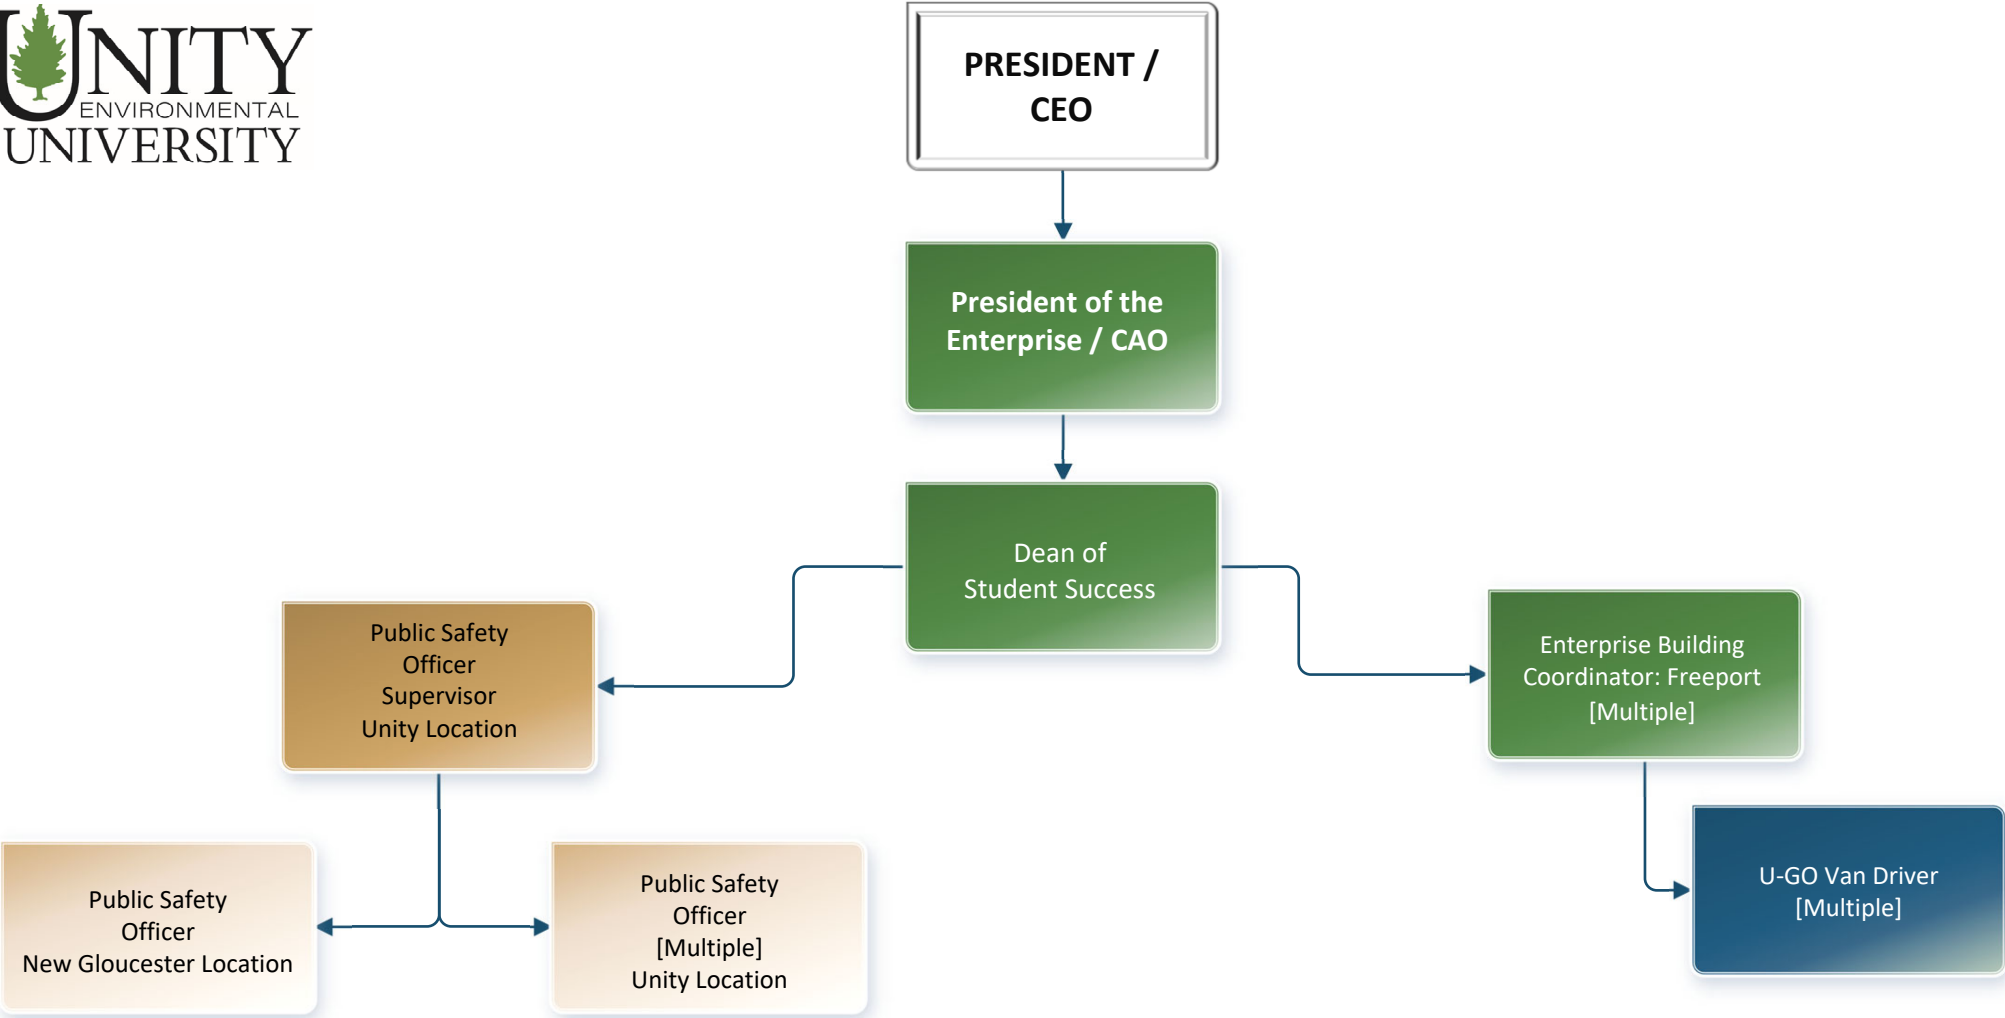 UNITY
ENVIRONMENTAL
UNIVERSITY
PRESIDENT /
CEO
President of the
Enterprise / CAO
Dean of
Student Success
Public Safety
Officer
Supervisor
Unity Location
Enterprise Building
Coordinator: Freeport
[Multiple]
Public Safety
Officer
New Gloucester Location
Public Safety
Officer
[Multiple]
Unity Location
U-GO Van Driver
[Multiple]